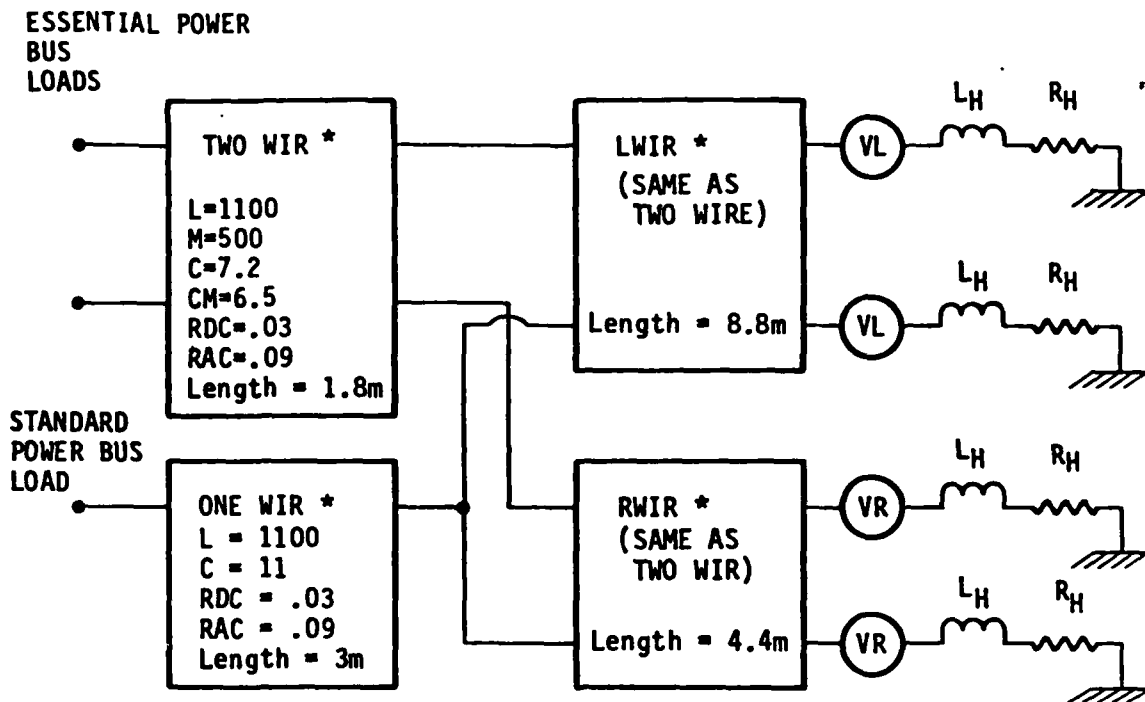 ESSENTIAL POWER
BUS
LOADS
TWO WIR *
L=1100
M=500
C=7.2
CM=6.5
RDC=.03
RAC=.09
Length = 1.8m
LWIR *
(SAME AS
TWO WIRE)
Length = 8.8m
VL
LH
RH
VL
LH
RH
STANDARD
POWER BUS
LOAD
ONE WIR *
L = 1100
C = 11
RDC = .03
RAC = .09
Length = 3m
RWIR *
(SAME AS
TWO WIR)
Length = 4.4m
VR
LH
RH
VR
LH
RH